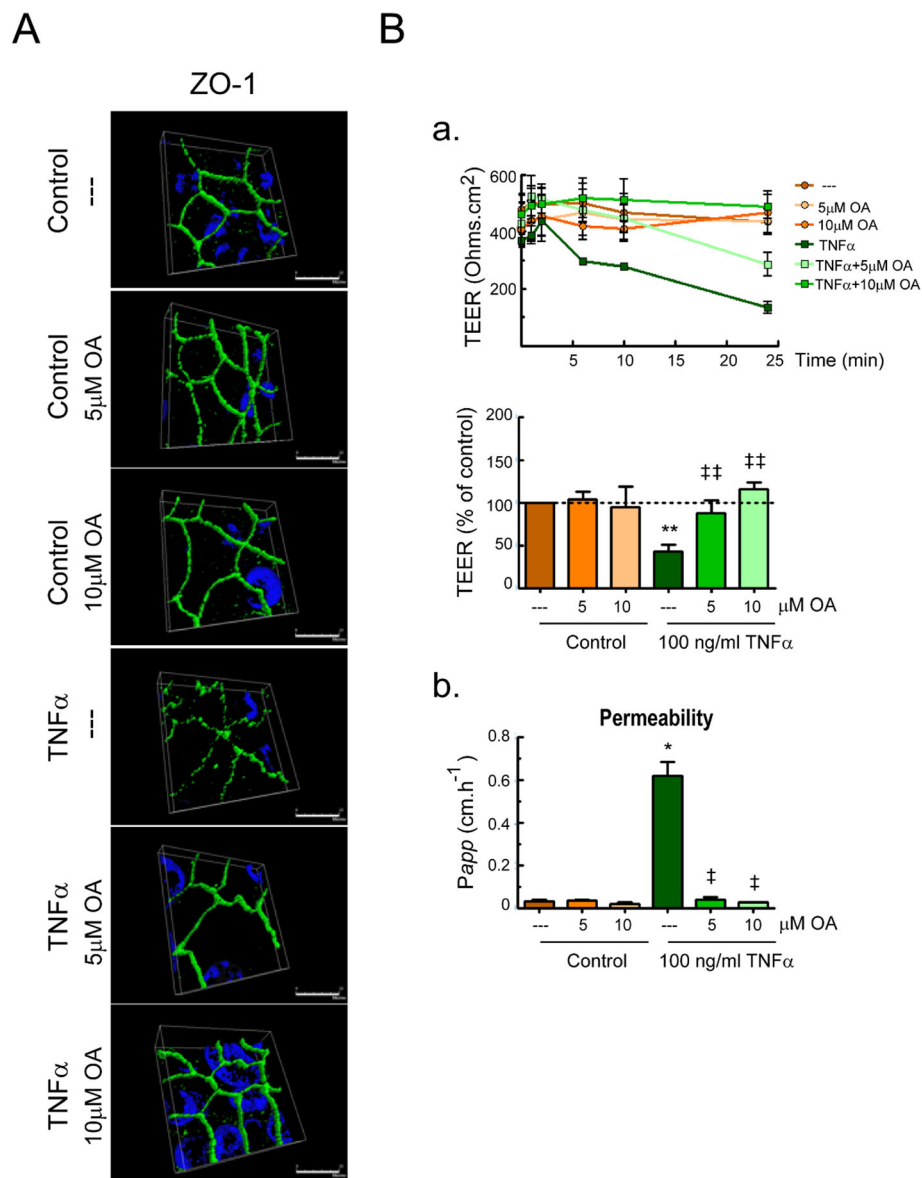 A
B
ZO-1
Control
---
Control
5μM OA
Control
10μM OA
TNFα
---
TNFα
5μM OA
TNFα
10μM OA
a.
TEER (Ohms.cm²)
600
400
200
5
10
15
20
25
Time (min)
---
5μM OA
10μM OA
TNFα
TNFα+5μM OA
TNFα+10μM OA
TEER (% of control)
200
150
100
50
0
**
‡‡
‡‡
--- 5 10 --- 5 10 μM OA
Control 100 ng/ml TNFα
b.
Permeability
Papp (cm.h⁻¹)
0.8
0.6
0.4
0.2
0
*
‡
‡
--- 5 10 --- 5 10 μM OA
Control 100 ng/ml TNFα